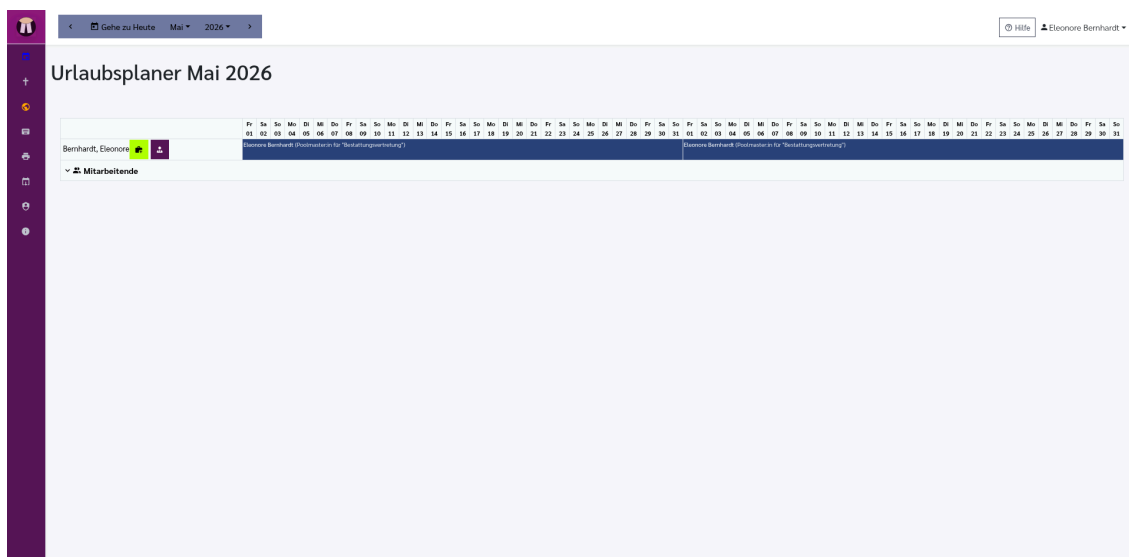 Gehe zu Heute Mai 2026
Hilfe Eleonore Bernhardt
Urlaubsplaner Mai 2026
Fr Sa So Mo Di Mi Do Fr Sa So Mo Di Mi Do Fr Sa So Mo Di Mi Do Fr Sa So Mo Di Mi Do Fr Sa So Fr Sa So Mo Di Mi Do Fr Sa So Mo Di Mi Do Fr Sa So Mo Di Mi Do Fr Sa So Mo Di Mi Do Fr Sa So
01 02 03 04 05 06 07 08 09 10 11 12 13 14 15 16 17 18 19 20 21 22 23 24 25 26 27 28 29 30 31 01 02 03 04 05 06 07 08 09 10 11 12 13 14 15 16 17 18 19 20 21 22 23 24 25 26 27 28 29 30 31
Bernhardt, Eleonore
Eleonore Bernhardt (Poolmaster:in für "Bestattungsvertretung") Eleonore Bernhardt (Poolmaster:in für "Bestattungsvertretung")
Mitarbeitende